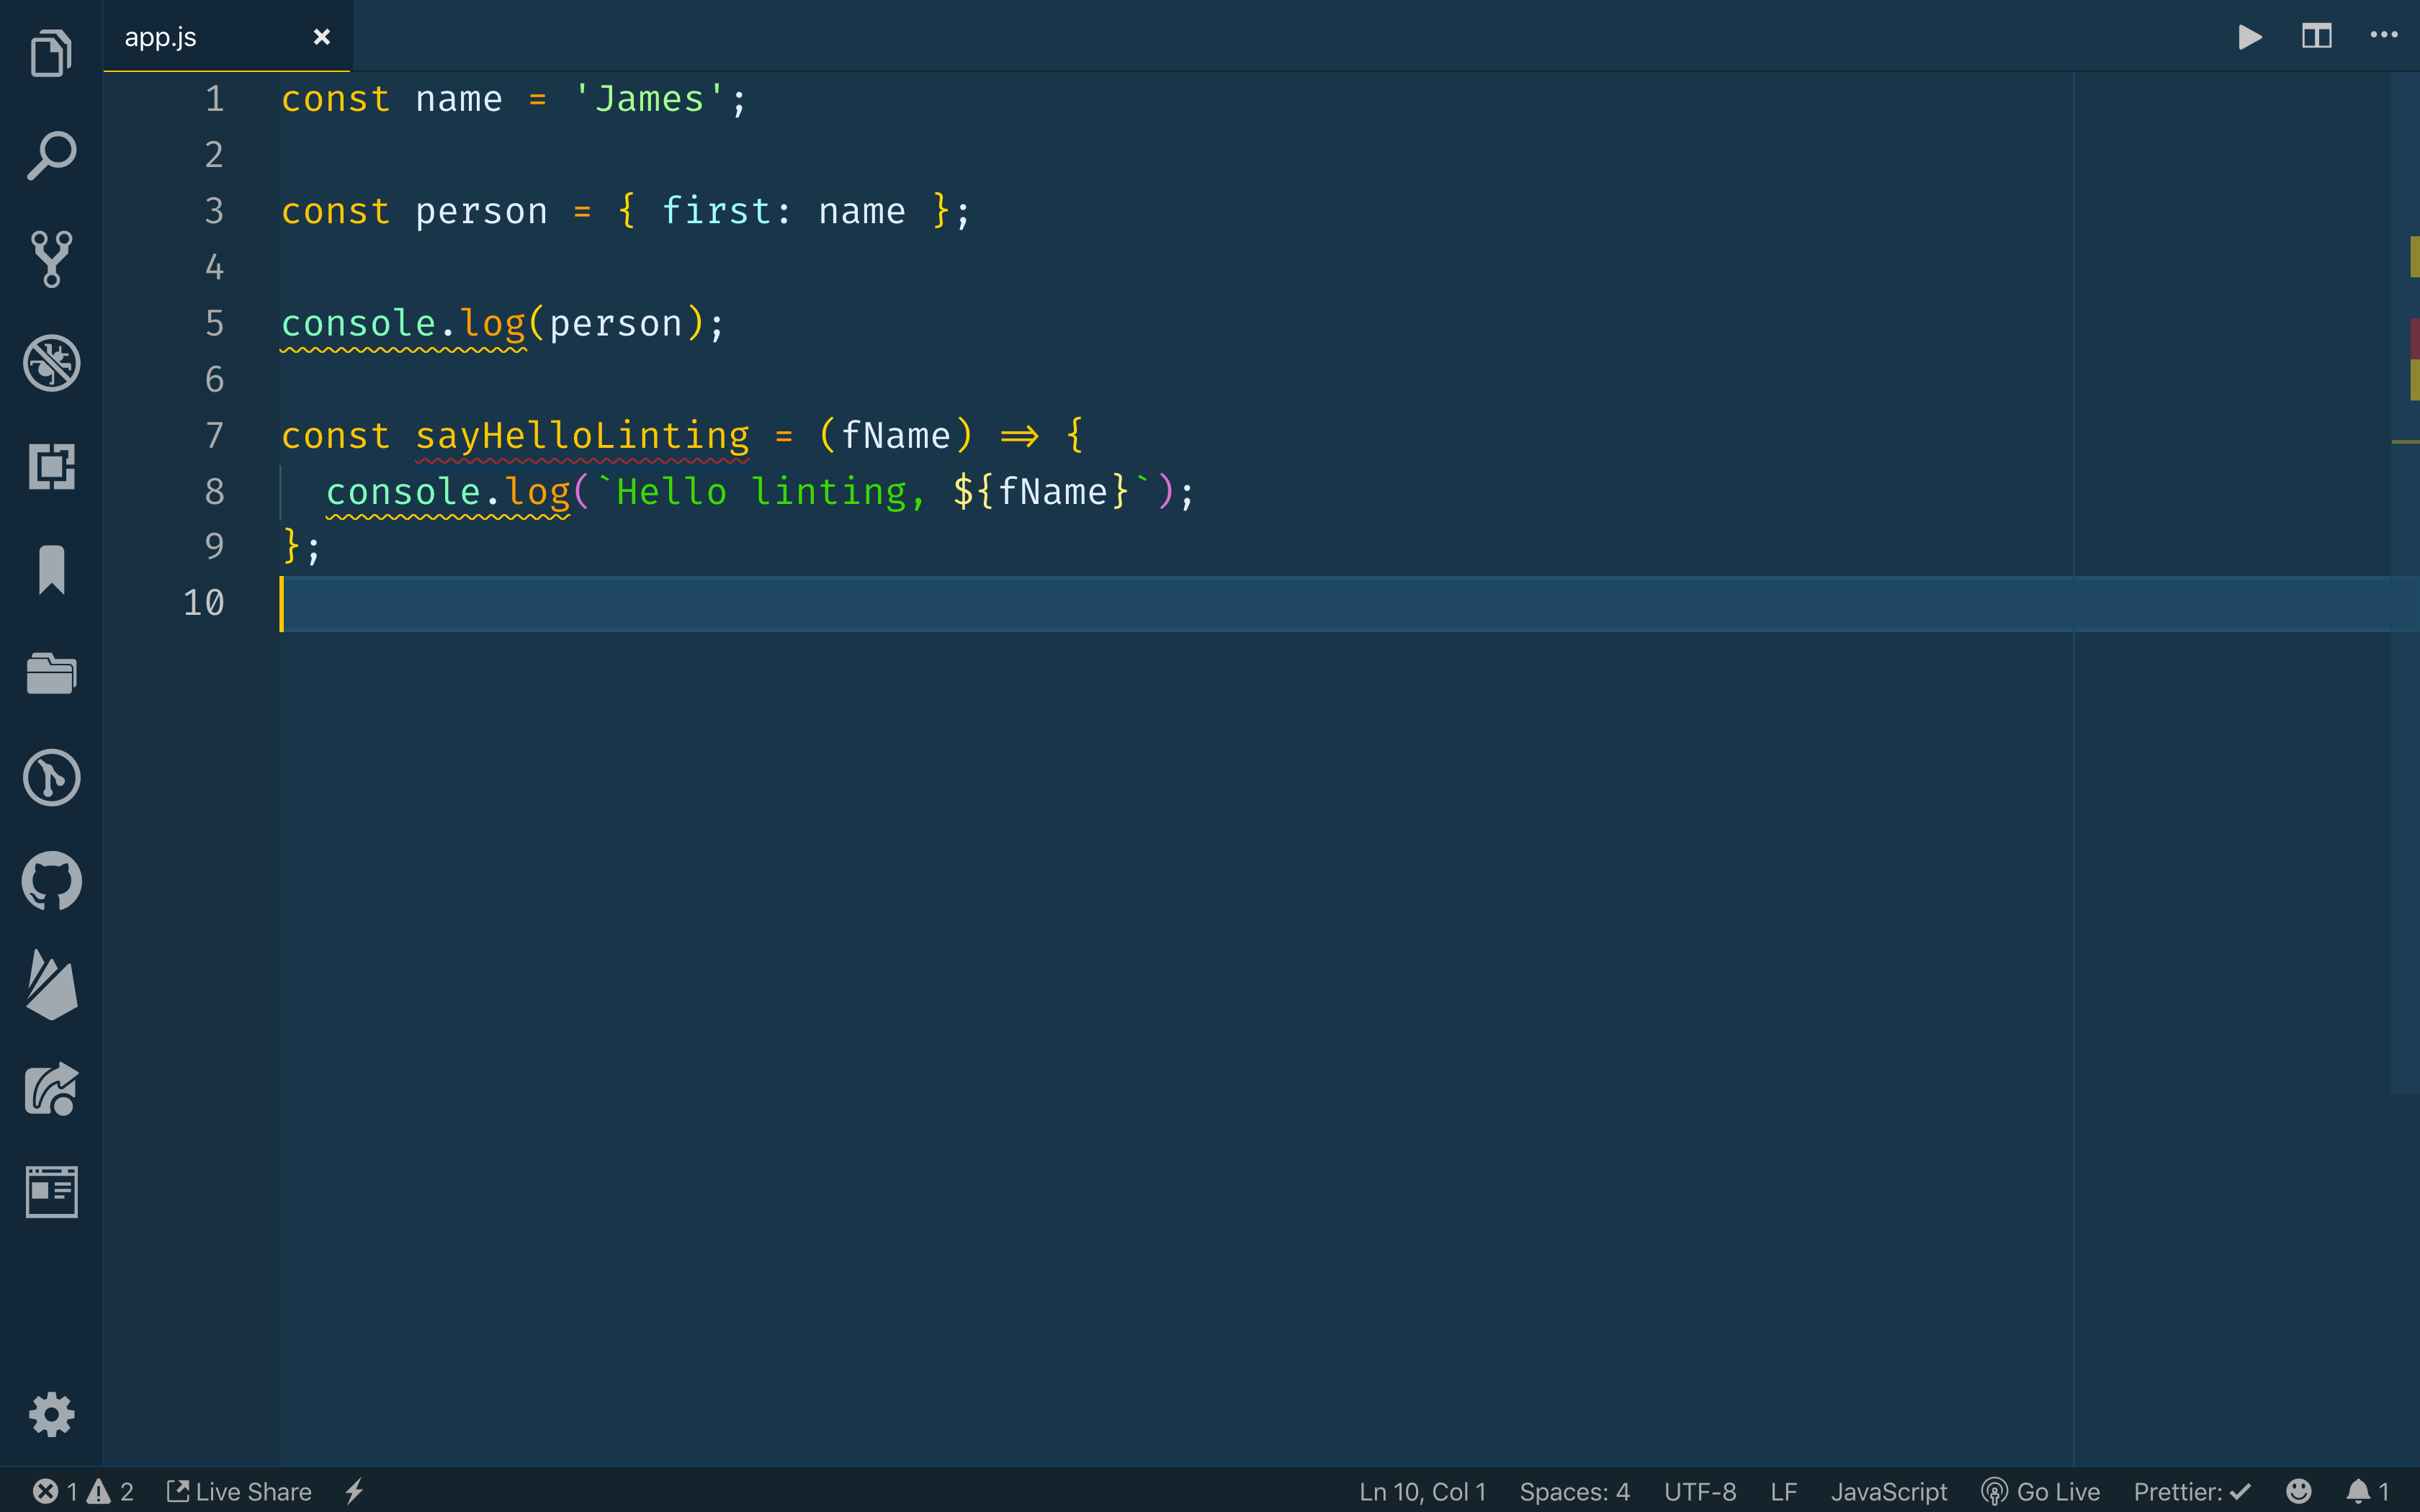 app.js
1 const name = 'James';
2
3 const person = { first: name };
4
5 console.log(person);
6
7 const sayHelloLinting = (fName) => {
8   console.log(`Hello linting, ${fName}`);
9 };
10
1 2 Live Share Ln 10, Col 1 Spaces: 4 UTF-8 LF JavaScript Go Live Prettier: ✓ 1